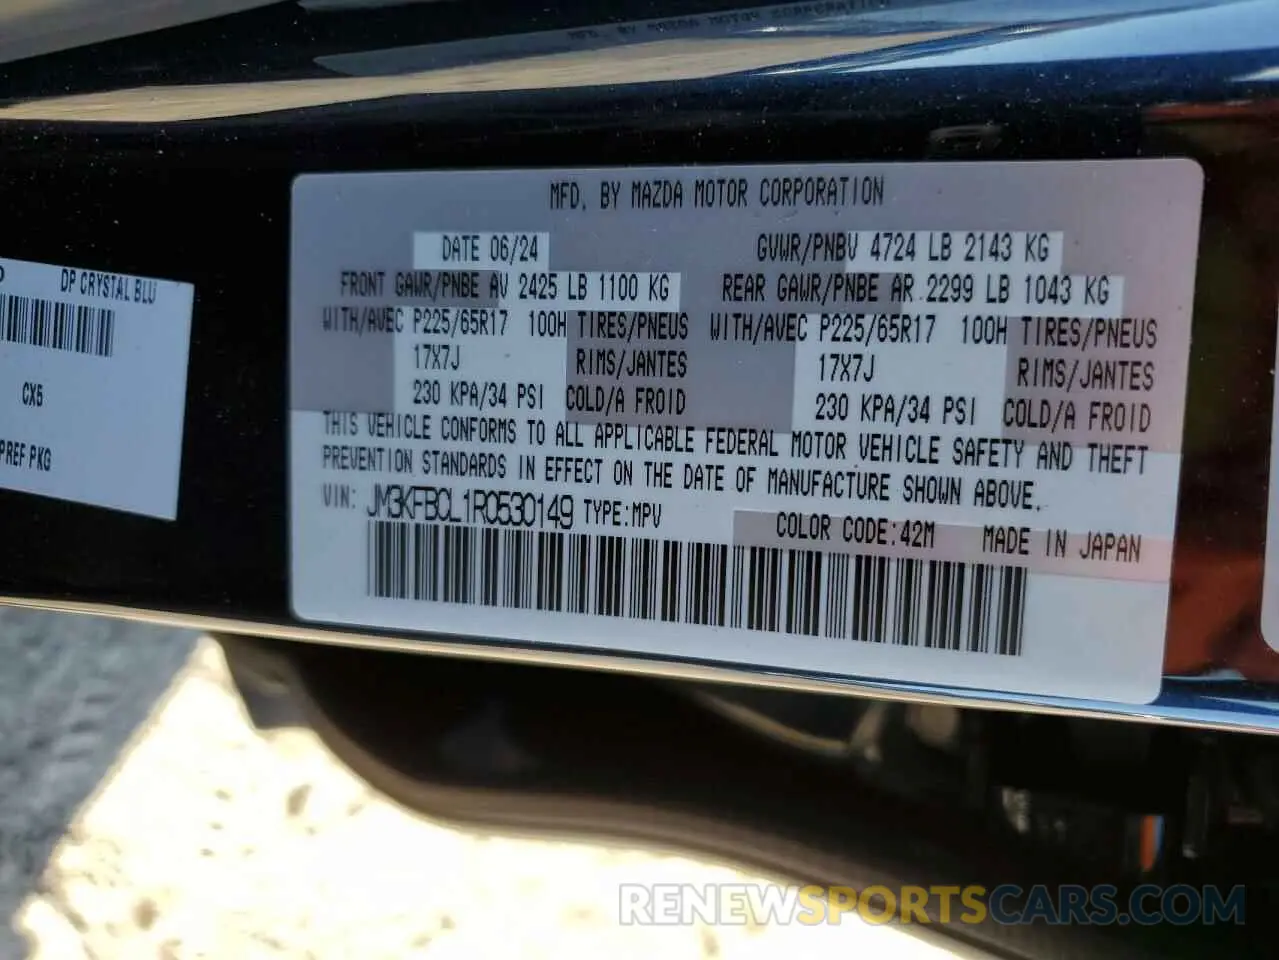 MFD. BY MAZDA MOTOR CORPORATION
DATE 06/24 GVWR/PNBV 4724 LB 2143 KG
FRONT GAWR/PNBE AV 2425 LB 1100 KG REAR GAWR/PNBE AR 2299 LB 1043 KG
WITH/AVEC P225/65R17 100H TIRES/PNEUS WITH/AVEC P225/65R17 100H TIRES/PNEUS
17X7J RIMS/JANTES 17X7J RIMS/JANTES
230 KPA/34 PSI COLD/A FROID 230 KPA/34 PSI COLD/A FROID
THIS VEHICLE CONFORMS TO ALL APPLICABLE FEDERAL MOTOR VEHICLE SAFETY AND THEFT
PREVENTION STANDARDS IN EFFECT ON THE DATE OF MANUFACTURE SHOWN ABOVE.
VIN: JM3KFBCL1R0530149 TYPE:MPV COLOR CODE:42M MADE IN JAPAN
DP CRYSTAL BLU
CX5
PREF PKG
RENEWSPORTSCARS.COM